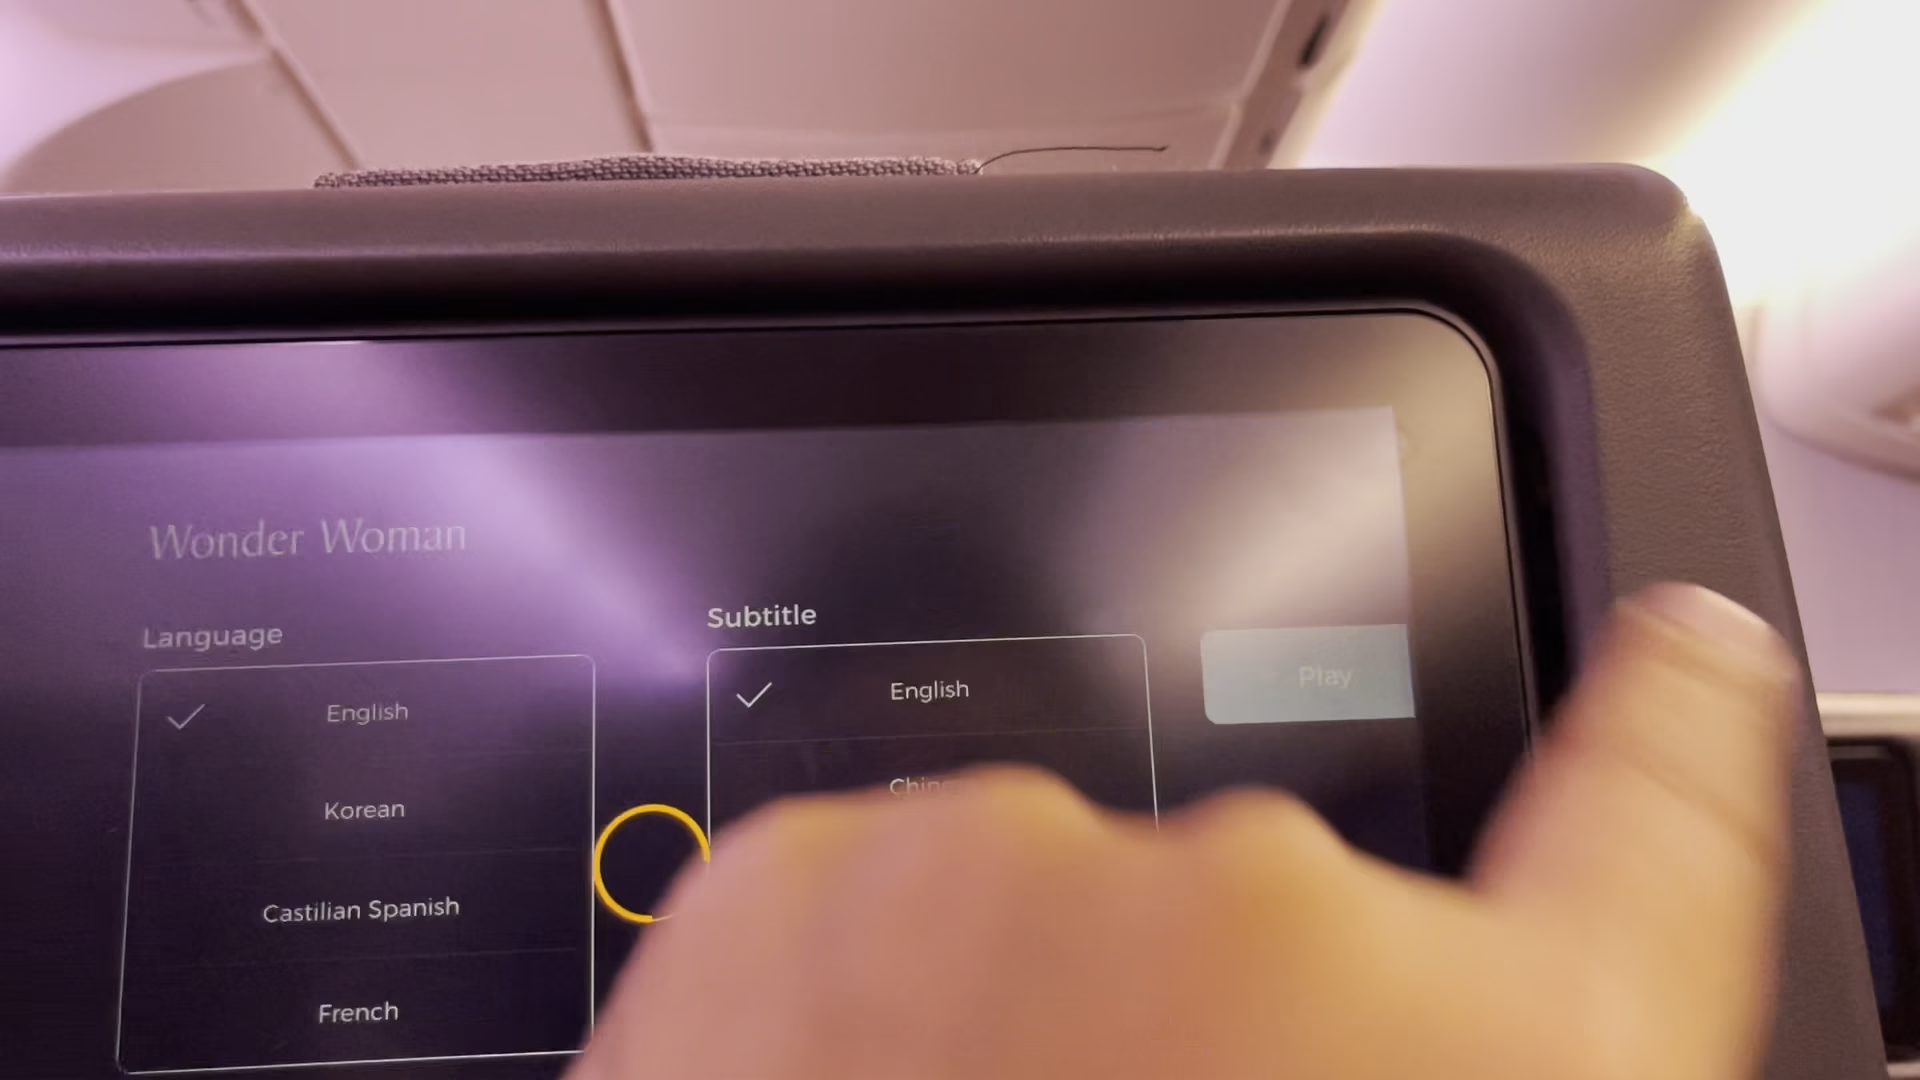 Wonder Woman
Language
English
Korean
Castilian Spanish
French
Subtitle
English
Play